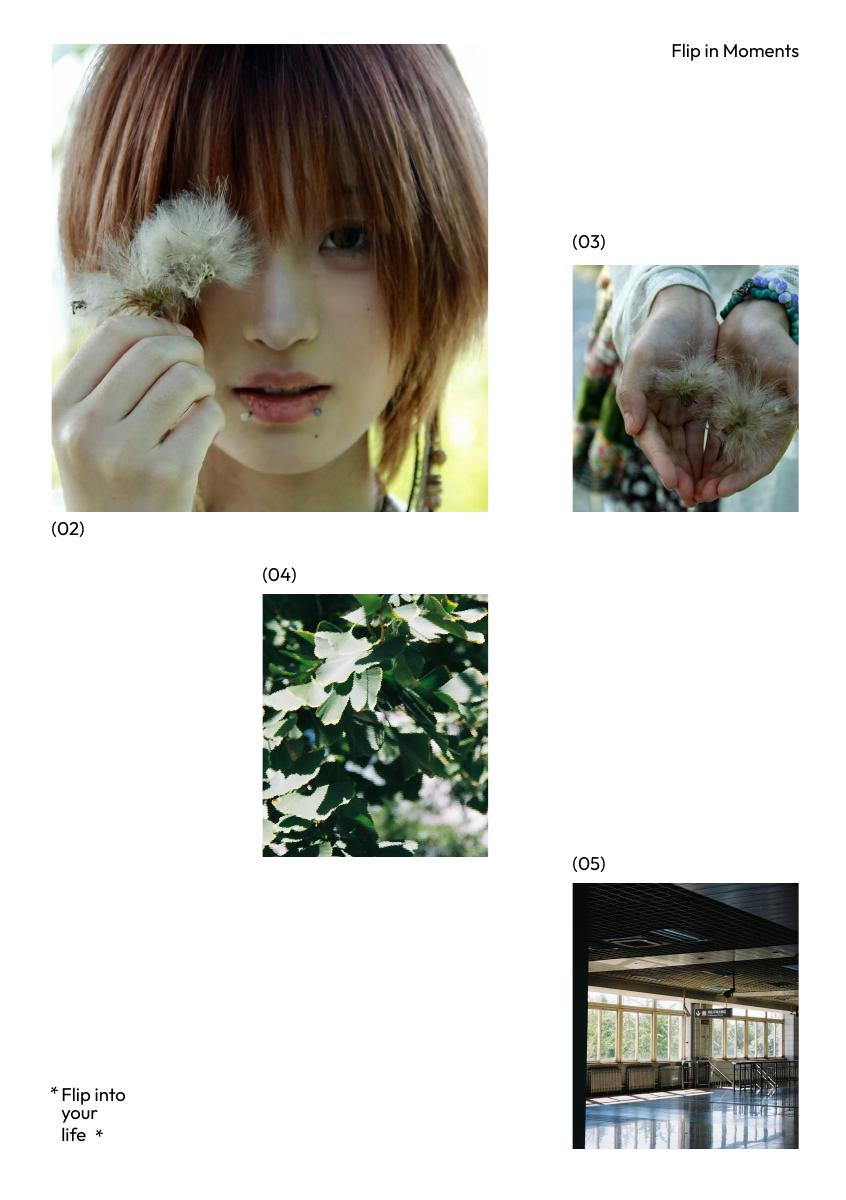 Flip in Moments
(03)
(02)
(04)
(05)
* Flip into
your
life *